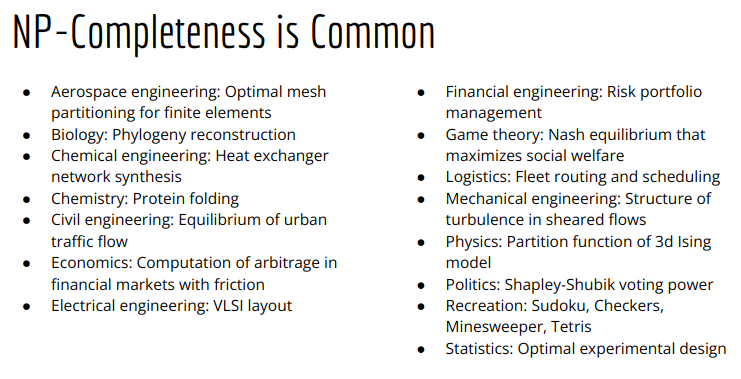 NP-Completeness is Common
● Aerospace engineering: Optimal mesh
partitioning for finite elements
● Biology: Phylogeny reconstruction
● Chemical engineering: Heat exchanger
network synthesis
● Chemistry: Protein folding
● Civil engineering: Equilibrium of urban
traffic flow
● Economics: Computation of arbitrage in
financial markets with friction
● Electrical engineering: VLSI layout
● Financial engineering: Risk portfolio
management
● Game theory: Nash equilibrium that
maximizes social welfare
● Logistics: Fleet routing and scheduling
● Mechanical engineering: Structure of
turbulence in sheared flows
● Physics: Partition function of 3d Ising
model
● Politics: Shapley-Shubik voting power
● Recreation: Sudoku, Checkers,
Minesweeper, Tetris
● Statistics: Optimal experimental design